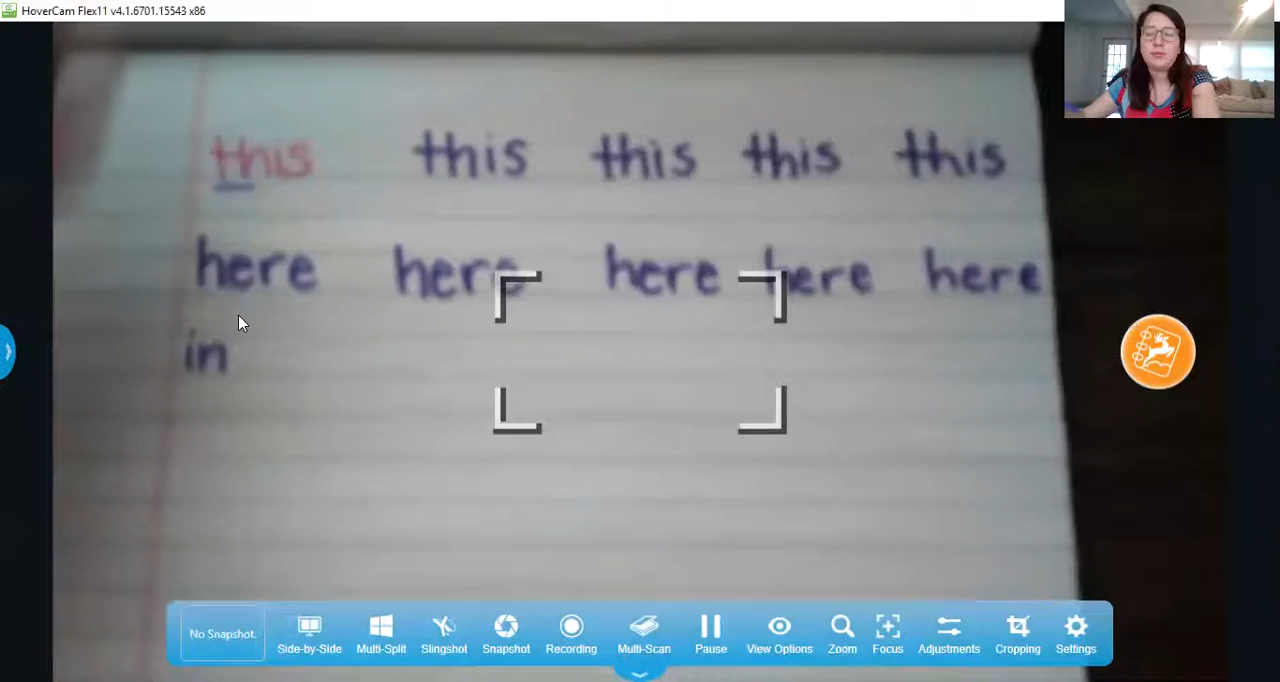 HoverCam Flex11 v4.1.6701.15543 x86
this this this this this
here here here here here
in
No Snapshot. Side-by-Side Multi-Split Slingshot Snapshot Recording Multi-Scan Pause View Options Zoom Focus Adjustments Cropping Settings